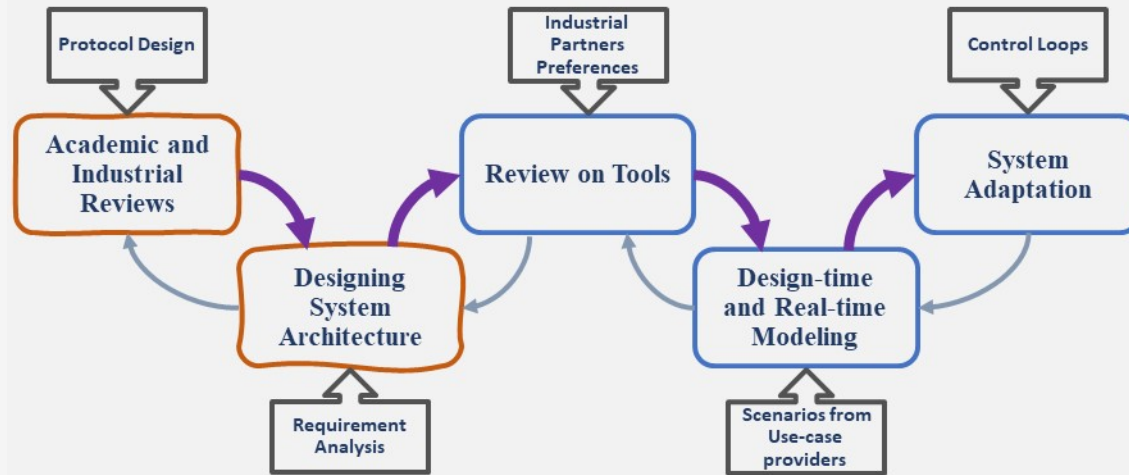 Protocol Design
Industrial
Partners
Preferences
Control Loops
Academic and
Industrial
Reviews
Review on Tools
System
Adaptation
Designing
System
Architecture
Design-time
and Real-time
Modeling
Requirement
Analysis
Scenarios from
Use-case
providers